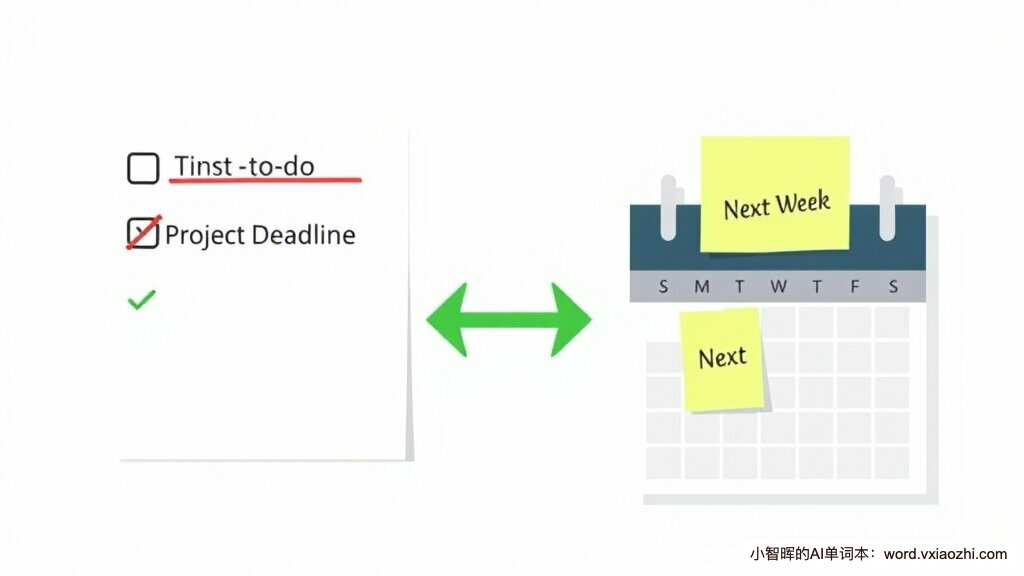 Tinst -to-do
Project Deadline
Next Week
S M T W T F S
Next
小智晖的AI单词本：word.vxiaozhi.com